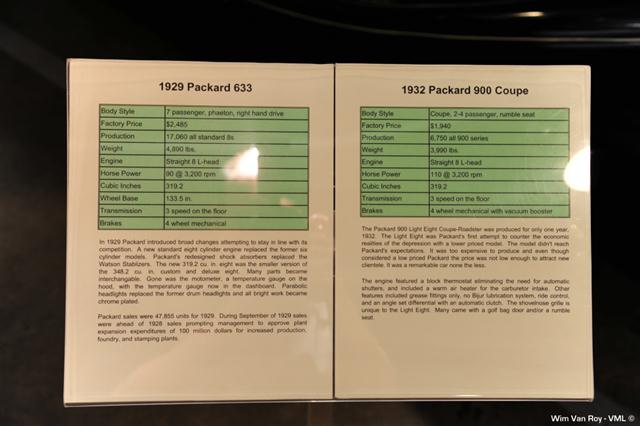 1929 Packard 633
Body Style 7 passenger, phaeton, right hand drive
Factory Price $2,485
Production 17,060 all standard 8s
Weight 4,890 lbs.
Engine Straight 8 L-head
Horse Power 90 @ 3,200 rpm
Cubic Inches 319.2
Wheel Base 133.5 in.
Transmission 3 speed on the floor
Brakes 4 wheel mechanical
In 1929 Packard introduced broad changes attempting to stay in line with its
competition. A new standard eight cylinder engine replaced the former six
cylinder models. Packard's redesigned shock absorbers replaced the
Watson Stablizers. The new 319.2 cu. in. eight was the smaller version of
the 348.2 cu. in. custom and deluxe eight. Many parts became
interchangable. Gone was the motometer, a temperature gauge on the
hood, with the temperature gauge now in the dashboard. Parabolic
headlights replaced the former drum headlights and all bright work became
chrome plated.
Packard sales were 47,855 units for 1929. During September of 1929 sales
were ahead of 1928 sales prompting management to approve plant
expansion expenditures of 100 million dollars for increased production,
foundry, and stamping plants.
1932 Packard 900 Coupe
Body Style Coupe, 2-4 passenger, rumble seat
Factory Price $1,940
Production 6,750 all 900 series
Weight 3,990 lbs.
Engine Straight 8 L-head
Horse Power 110 @ 3,200 rpm
Cubic Inches 319.2
Transmission 3 speed on the floor
Brakes 4 wheel mechanical with vacuum booster
The Packard 900 Light Eight Coupe-Roadster was produced for only one year,
1932. The Light Eight was Packard's first attempt to counter the economic
realities of the depression with a lower priced model. The model didn't reach
Packard's expectations. It was expensive to produce and even though
considered a low priced Packard the price was not low enough to attract new
clientele. It was a remarkable car none the less.
The engine featured a block thermostat eliminating the need for automatic
shutters, and included a warm air heater for the carburetor intake. Other
features included grease fittings only, no Bijur lubrication system, ride control,
and an angle set differential with an automatic clutch. The shovelnose grille is
unique to the Light Eight. Many came with a golf bag door and/or a rumble
seat.
Wim Van Roy - VML ©